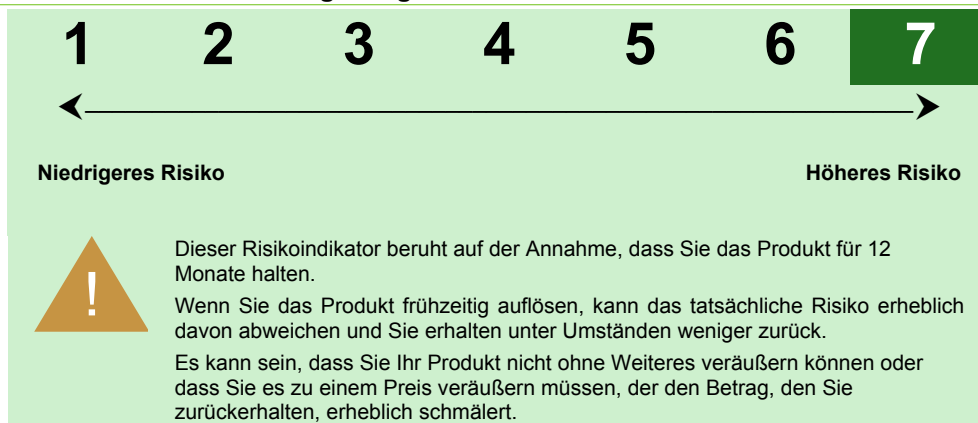 1 2 3 4 5 6 7
Niedrigeres Risiko Höheres Risiko
!
Dieser Risikoindikator beruht auf der Annahme, dass Sie das Produkt für 12
Monate halten.
Wenn Sie das Produkt frühzeitig auflösen, kann das tatsächliche Risiko erheblich
davon abweichen und Sie erhalten unter Umständen weniger zurück.
Es kann sein, dass Sie Ihr Produkt nicht ohne Weiteres veräußern können oder
dass Sie es zu einem Preis veräußern müssen, der den Betrag, den Sie
zurückerhalten, erheblich schmälert.